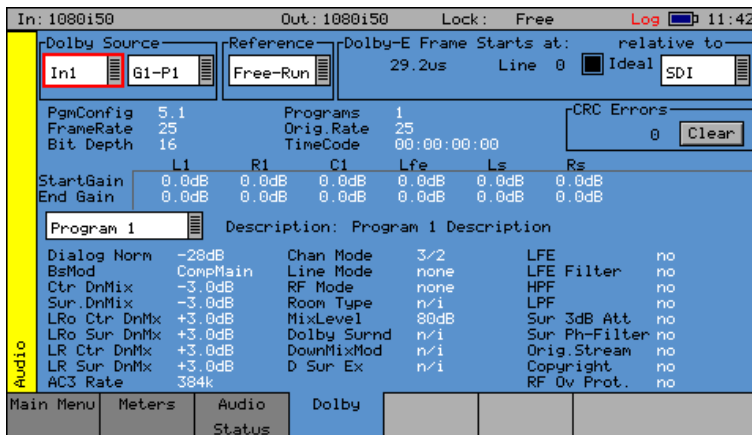 In: 1080i50 Out: 1080i50 Lock: Free Log 11:42
Dolby Source Reference Dolby-E Frame Starts at: relative to
In1 G1-P1 Free-Run 29.2us Line 0 Ideal SDI
PgmConfig 5.1 Programs 1 CRC Errors
FrameRate 25 Orig.Rate 25 0 Clear
Bit Depth 16 TimeCode 00:00:00:00
L1 R1 C1 Lfe Ls Rs
StartGain 0.0dB 0.0dB 0.0dB 0.0dB 0.0dB 0.0dB
End Gain 0.0dB 0.0dB 0.0dB 0.0dB 0.0dB 0.0dB
Program 1 Description: Program 1 Description
Dialog Norm -28dB Chan Mode 3/2 LFE no
BsMod CompMain Line Mode none LFE Filter no
Ctr DnMix -3.0dB RF Mode none HPF no
Sur.DnMix -3.0dB Room Type n/i LPF no
LRo Ctr DnMx +3.0dB MixLevel 80dB Sur 3dB Att no
LRo Sur DnMx +3.0dB Dolby Surnd n/i Sur Ph-Filter no
LR Ctr DnMx +3.0dB DownMixMod n/i Orig.Stream no
LR Sur DnMx +3.0dB D Sur Ex n/i Copyright no
AC3 Rate 384k RF Ov Prot. no
Audio
Main Menu Meters Audio Status Dolby